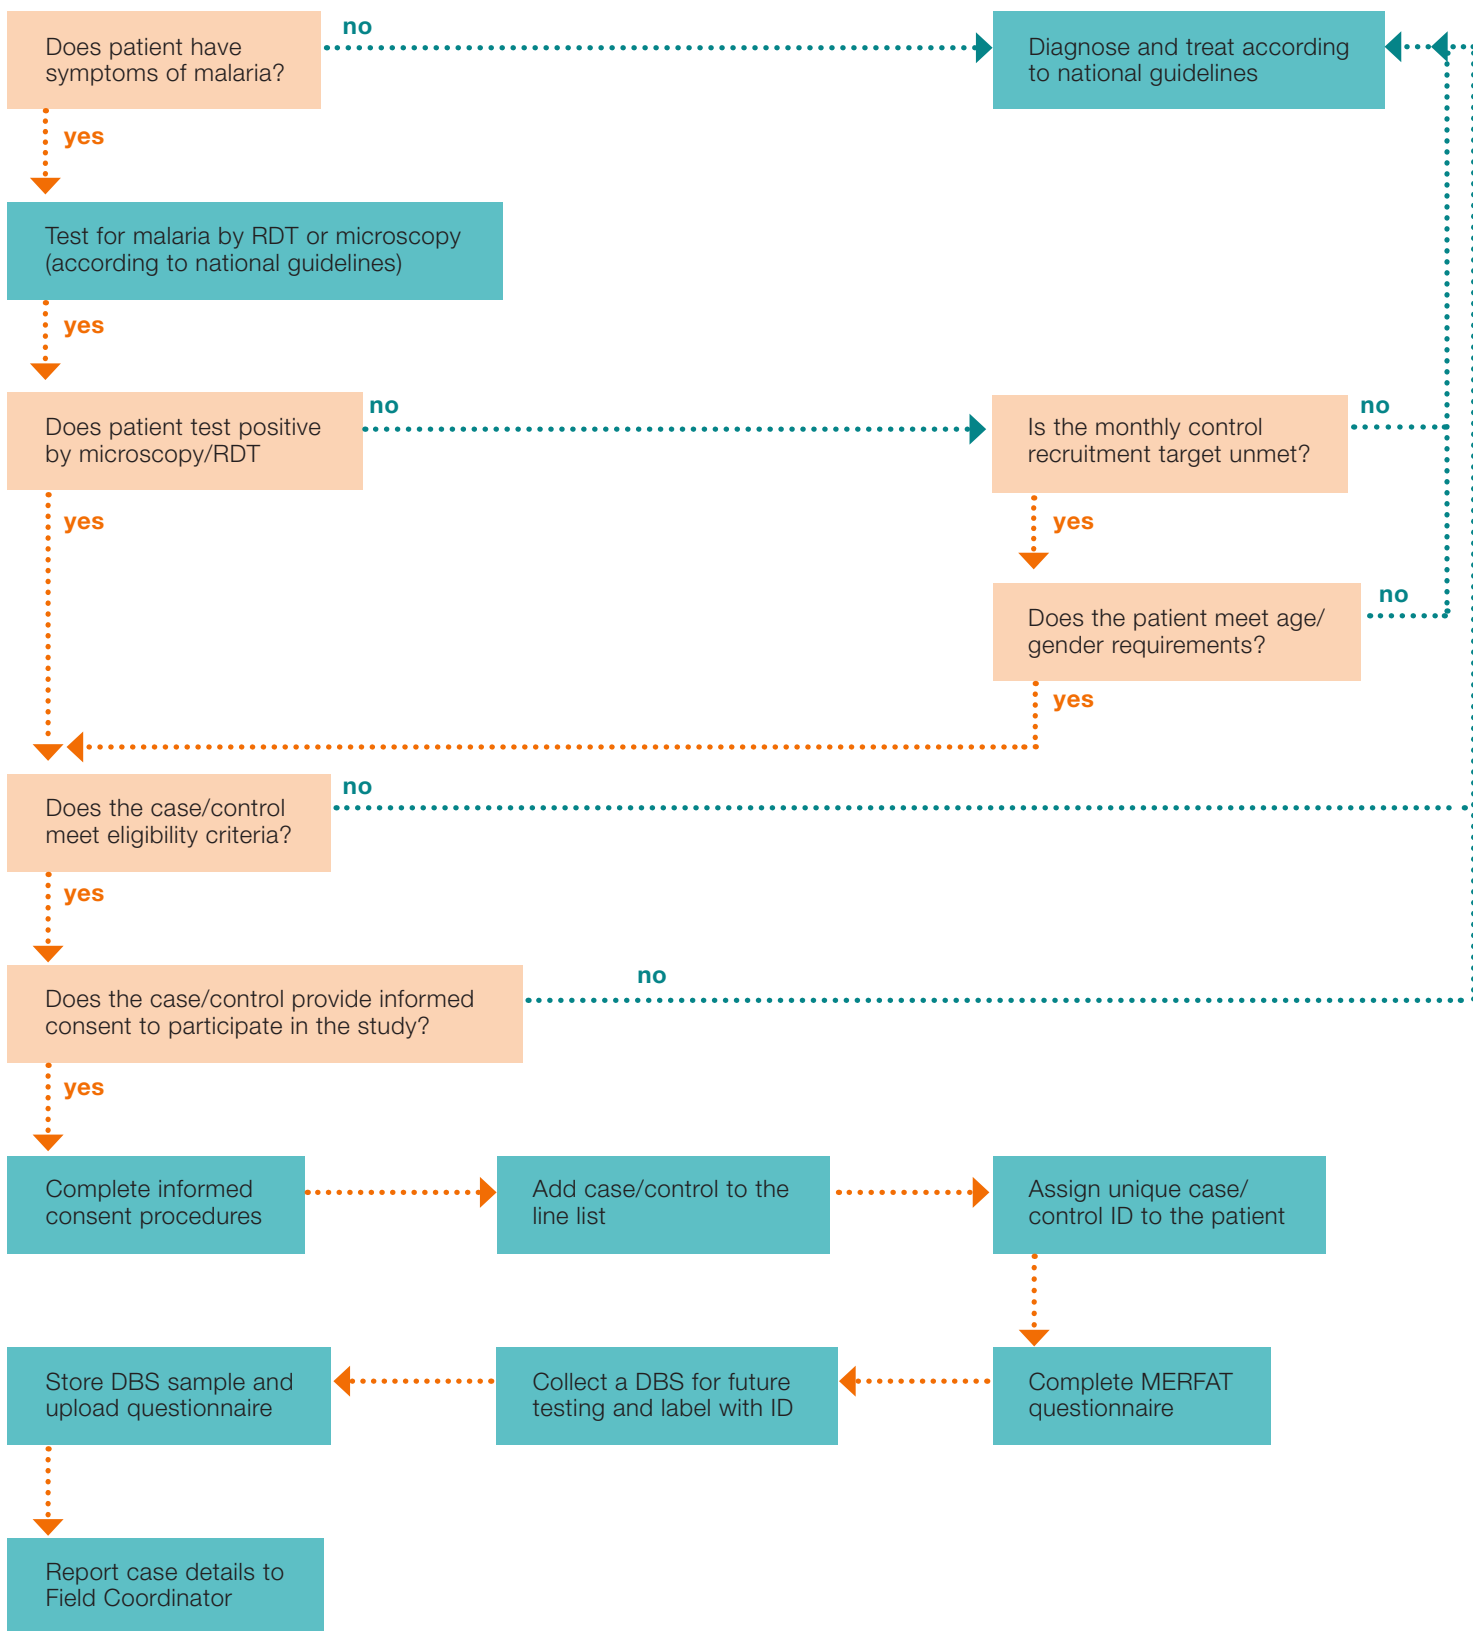 Does patient have
symptoms of malaria?
no
Diagnose and treat according
to national guidelines
yes
Test for malaria by RDT or microscopy
(according to national guidelines)
yes
Does patient test positive
by microscopy/RDT
no
Is the monthly control
recruitment target unmet?
no
yes
yes
Does the patient meet age/
gender requirements?
no
yes
Does the case/control
meet eligibility criteria?
no
yes
Does the case/control provide informed
consent to participate in the study?
no
yes
Complete informed
consent procedures
Add case/control to the
line list
Assign unique case/
control ID to the patient
Complete MERFAT
questionnaire
Collect a DBS for future
testing and label with ID
Store DBS sample and
upload questionnaire
Report case details to
Field Coordinator